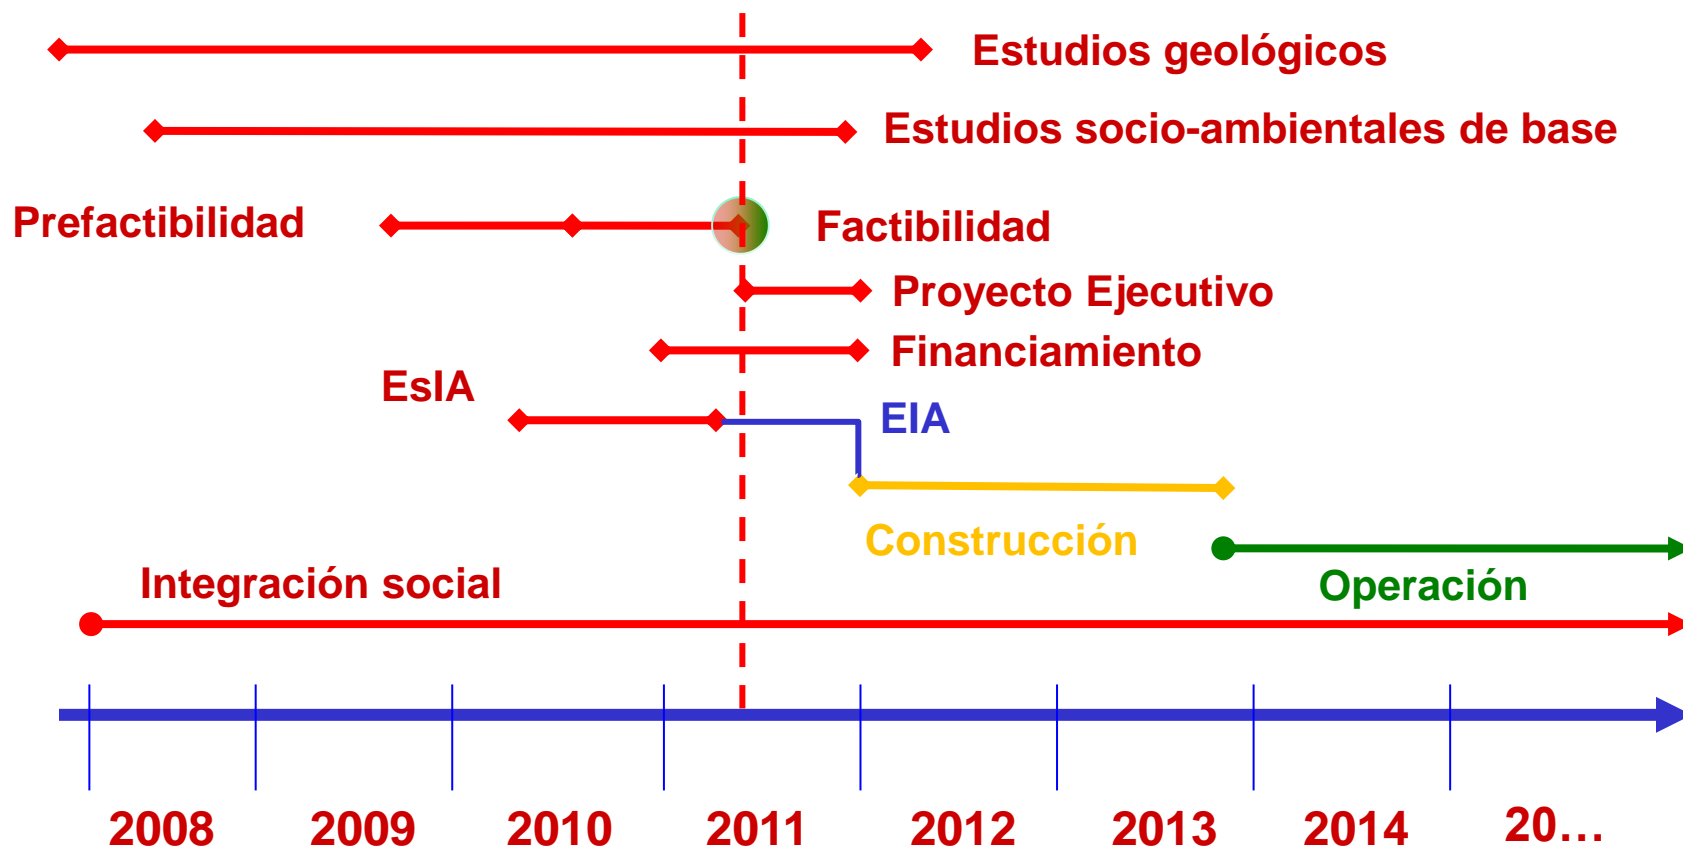 Estudios geológicos
Estudios socio-ambientales de base
Prefactibilidad
Factibilidad
Proyecto Ejecutivo
Financiamiento
EsIA
EIA
Construcción
Operación
Integración social
2008 2009 2010 2011 2012 2013 2014 20…